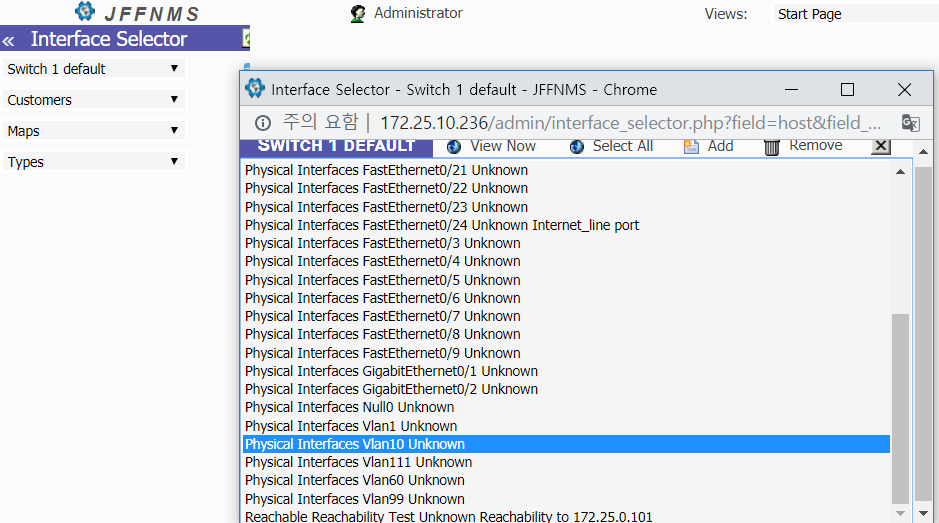 JFFNMS
Administrator
Views:
Start Page
« Interface Selector
Switch 1 default
Customers
Maps
Types
Interface Selector - Switch 1 default - JFFNMS - Chrome
주의 요함 | 172.25.10.236/admin/interface_selector.php?field=host&field_...
SWITCH 1 DEFAULT
View Now
Select All
Add
Remove
Physical Interfaces FastEthernet0/21 Unknown
Physical Interfaces FastEthernet0/22 Unknown
Physical Interfaces FastEthernet0/23 Unknown
Physical Interfaces FastEthernet0/24 Unknown Internet_line port
Physical Interfaces FastEthernet0/3 Unknown
Physical Interfaces FastEthernet0/4 Unknown
Physical Interfaces FastEthernet0/5 Unknown
Physical Interfaces FastEthernet0/6 Unknown
Physical Interfaces FastEthernet0/7 Unknown
Physical Interfaces FastEthernet0/8 Unknown
Physical Interfaces FastEthernet0/9 Unknown
Physical Interfaces GigabitEthernet0/1 Unknown
Physical Interfaces GigabitEthernet0/2 Unknown
Physical Interfaces Null0 Unknown
Physical Interfaces Vlan1 Unknown
Physical Interfaces Vlan10 Unknown
Physical Interfaces Vlan111 Unknown
Physical Interfaces Vlan60 Unknown
Physical Interfaces Vlan99 Unknown
Reachable Reachability Test Unknown Reachability to 172.25.0.101